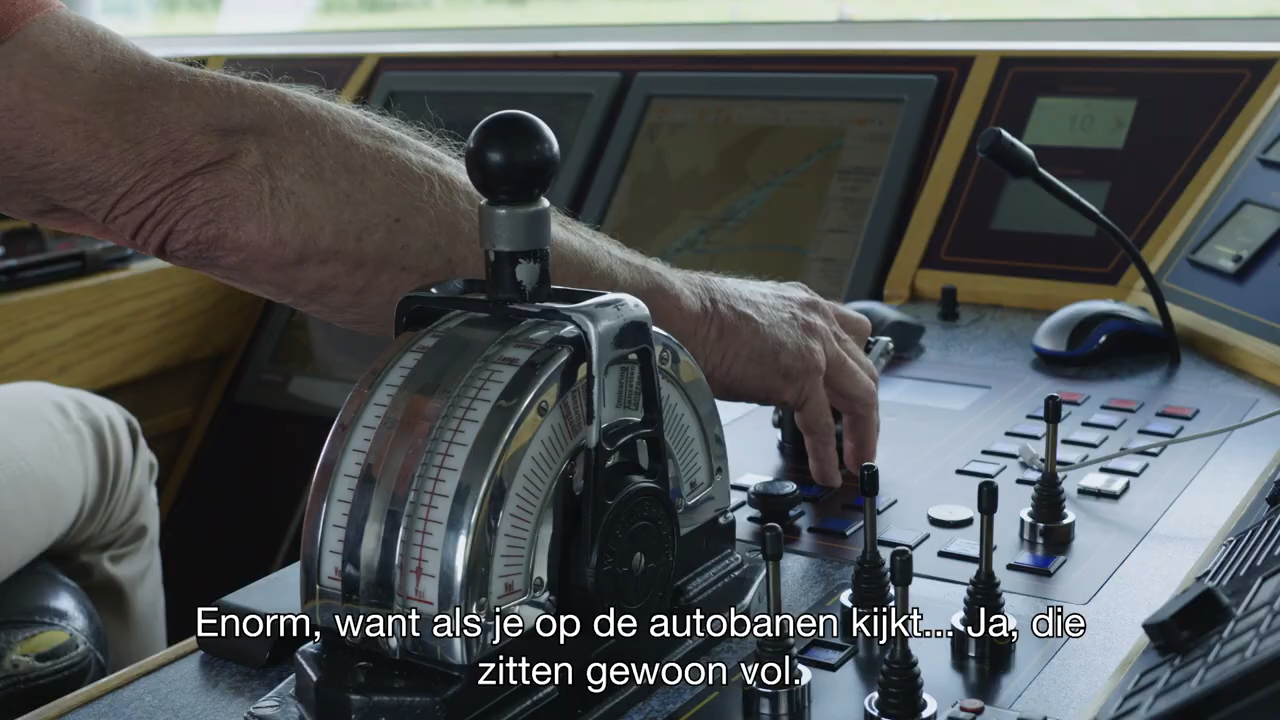 Enorm, want als je op de autobanen kijkt... Ja, die
zitten gewoon vol.